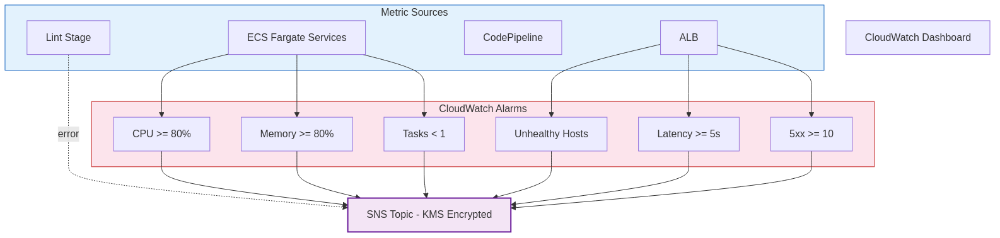 Metric Sources
Lint Stage
ECS Fargate Services
CodePipeline
ALB
CloudWatch Dashboard
CloudWatch Alarms
error
CPU >= 80%
Memory >= 80%
Tasks < 1
Unhealthy Hosts
Latency >= 5s
5xx >= 10
SNS Topic - KMS Encrypted